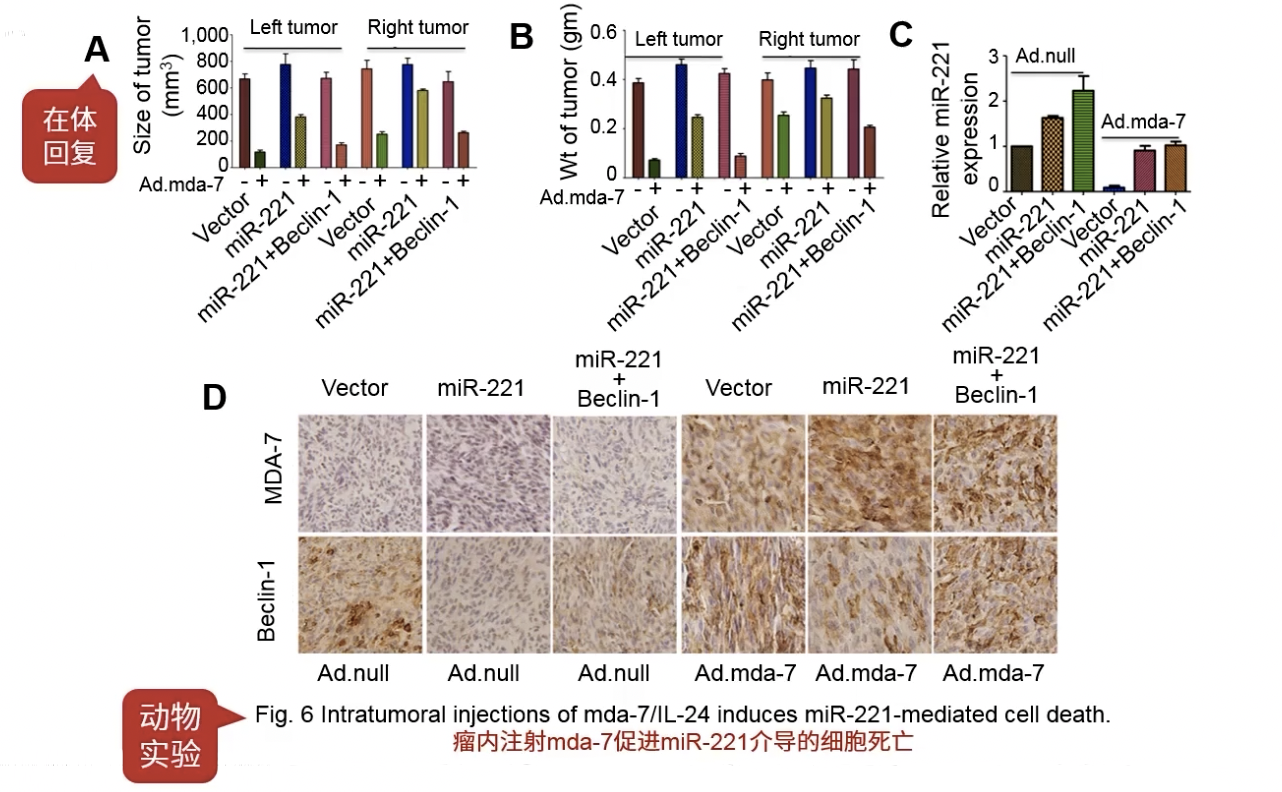 A
在体
回复
Size of tumor
(mm³)
1,000
800
600
400
200
0
Left tumor
Right tumor
Ad.mda-7
- + - + - + - + - + - +
Vector
miR-221
miR-221+Beclin-1
Vector
miR-221
miR-221+Beclin-1
B
Wt of tumor (gm)
0.6
0.4
0.2
0
Left tumor
Right tumor
Ad.mda-7
- + - + - + - + - + - +
Vector
miR-221
miR-221+Beclin-1
Vector
miR-221
miR-221+Beclin-1
C
Relative miR-221
expression
3
2
1
0
Ad.null
Ad.mda-7
Vector
miR-221
miR-221+Beclin-1
Vector
miR-221
miR-221+Beclin-1
D
Vector
miR-221
miR-221
+
Beclin-1
Vector
miR-221
miR-221
+
Beclin-1
MDA-7
Beclin-1
Ad.null
Ad.null
Ad.null
Ad.mda-7
Ad.mda-7
Ad.mda-7
动物
实验
Fig. 6 Intratumoral injections of mda-7/IL-24 induces miR-221-mediated cell death.
瘤内注射mda-7促进miR-221介导的细胞死亡